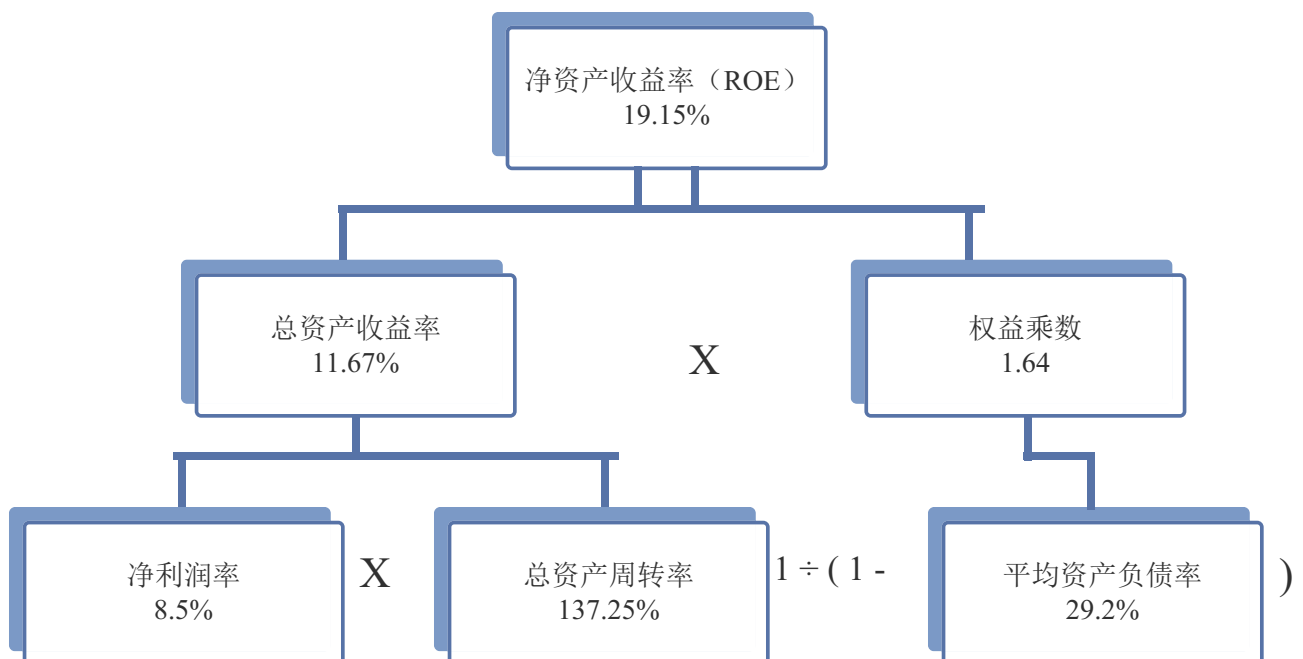 净资产收益率（ROE）
19.15%
总资产收益率
11.67%
X
权益乘数
1.64
净利润率
8.5%
X
总资产周转率
137.25%
1 ÷ ( 1 -
平均资产负债率
29.2%
)